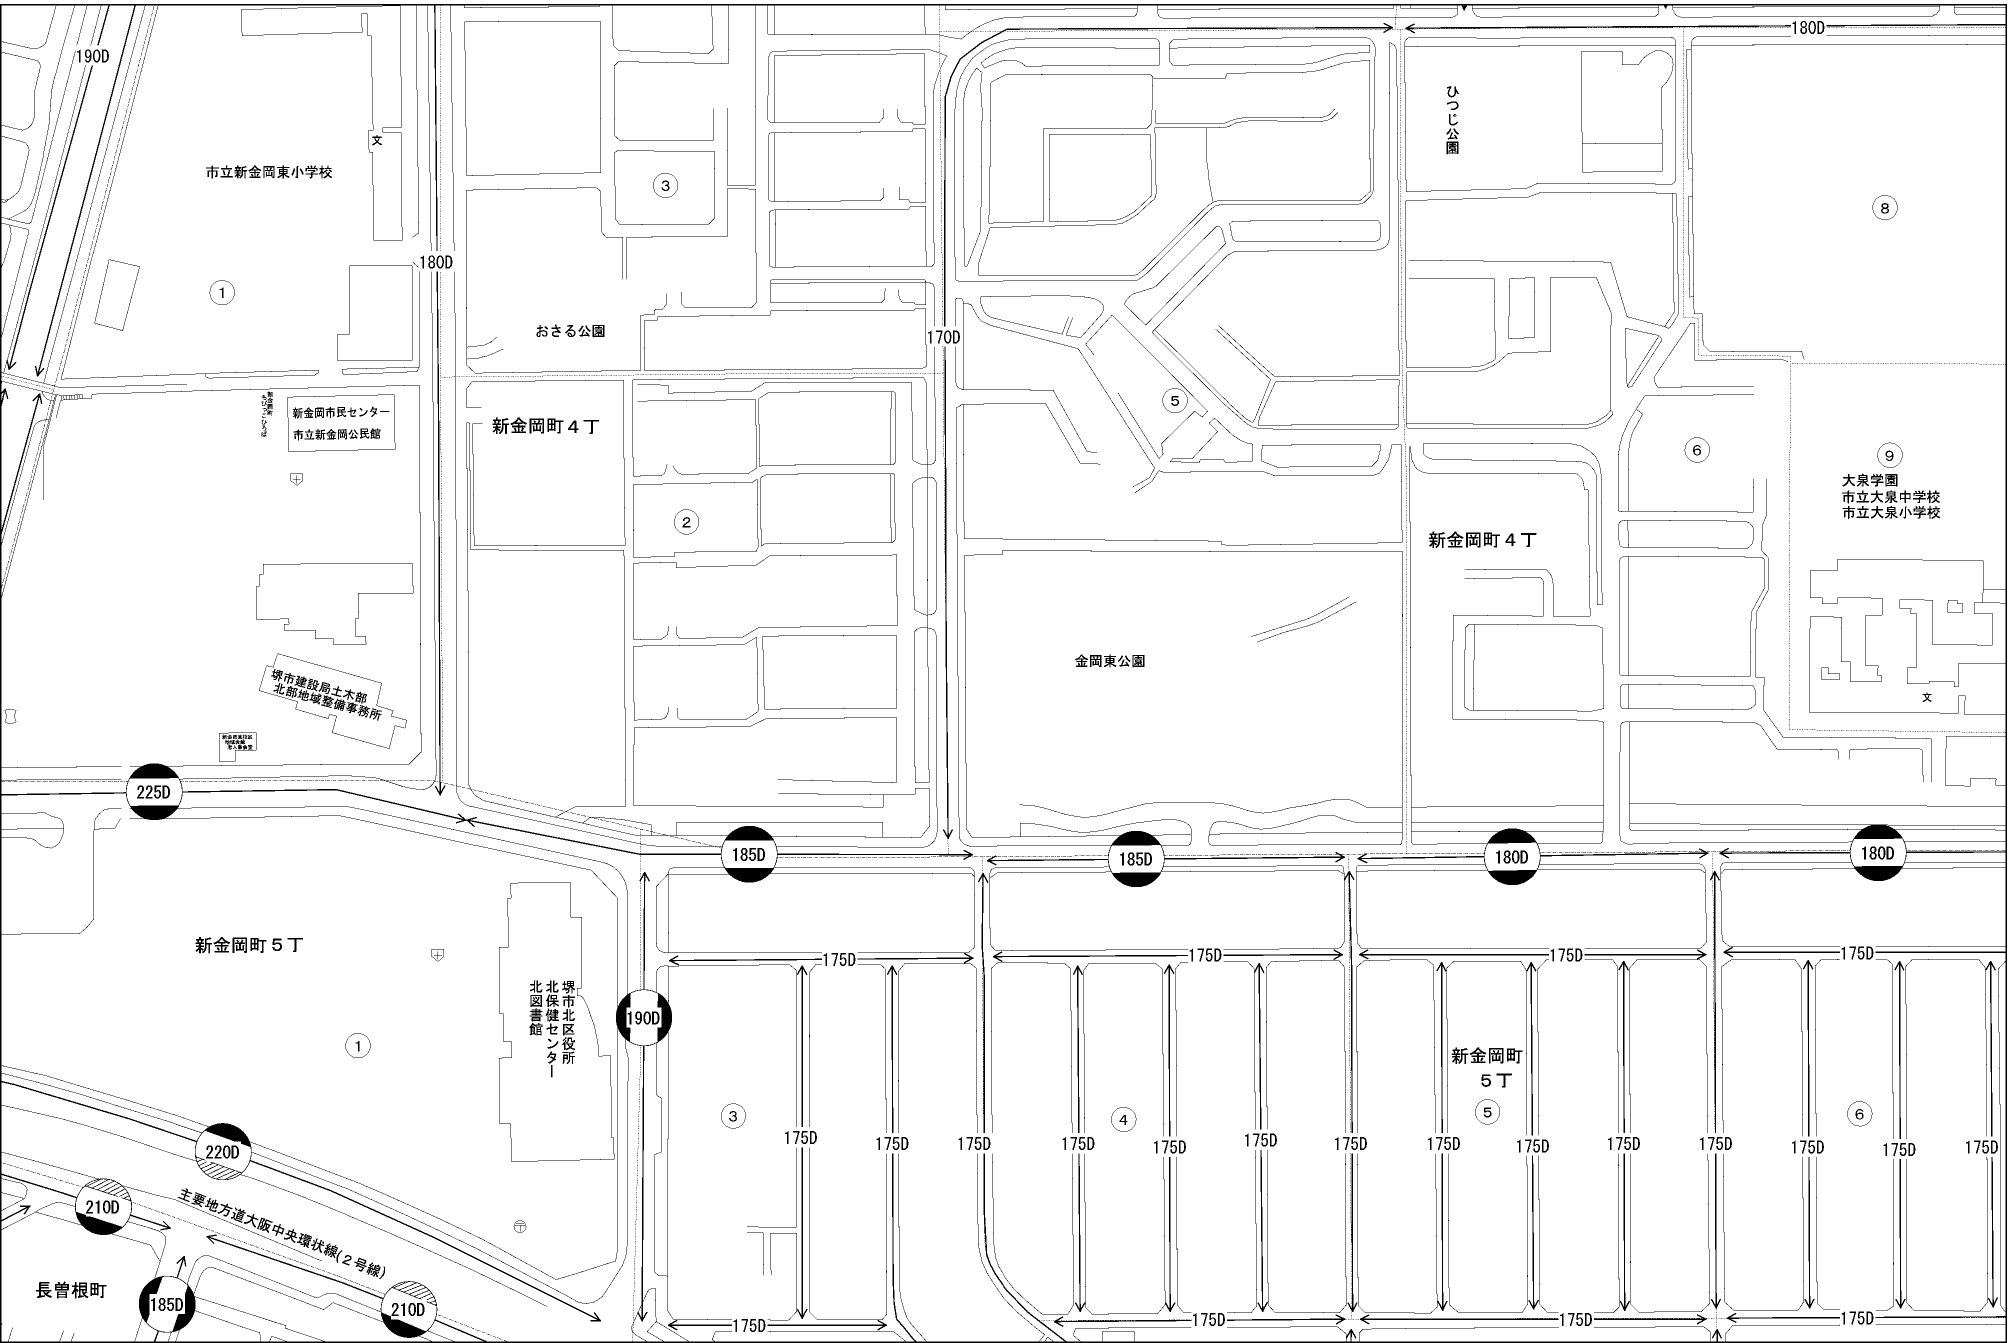 190D
180D
文
市立新金岡東小学校
①
180D
③
おさる公園
170D
ひつじ公園
⑧
新金岡市民センター
市立新金岡公民館
新金岡町4丁
②
⑤
⑥
⑨
大泉学園
市立大泉中学校
市立大泉小学校
新金岡町4丁
金岡東公園
文
堺市建設局土木部
北部地域整備事務所
225D
185D
185D
180D
180D
新金岡町5丁
①
堺市北区役所
北保健センター
北図書館
190D
175D
175D
175D
175D
③
④
新金岡町
5丁
⑤
⑥
175D
175D
175D
175D
175D
175D
175D
175D
175D
175D
175D
175D
175D
175D
220D
210D
主要地方道大阪中央環状線(2号線)
長曽根町
185D
210D
〒
175D
175D
175D
175D